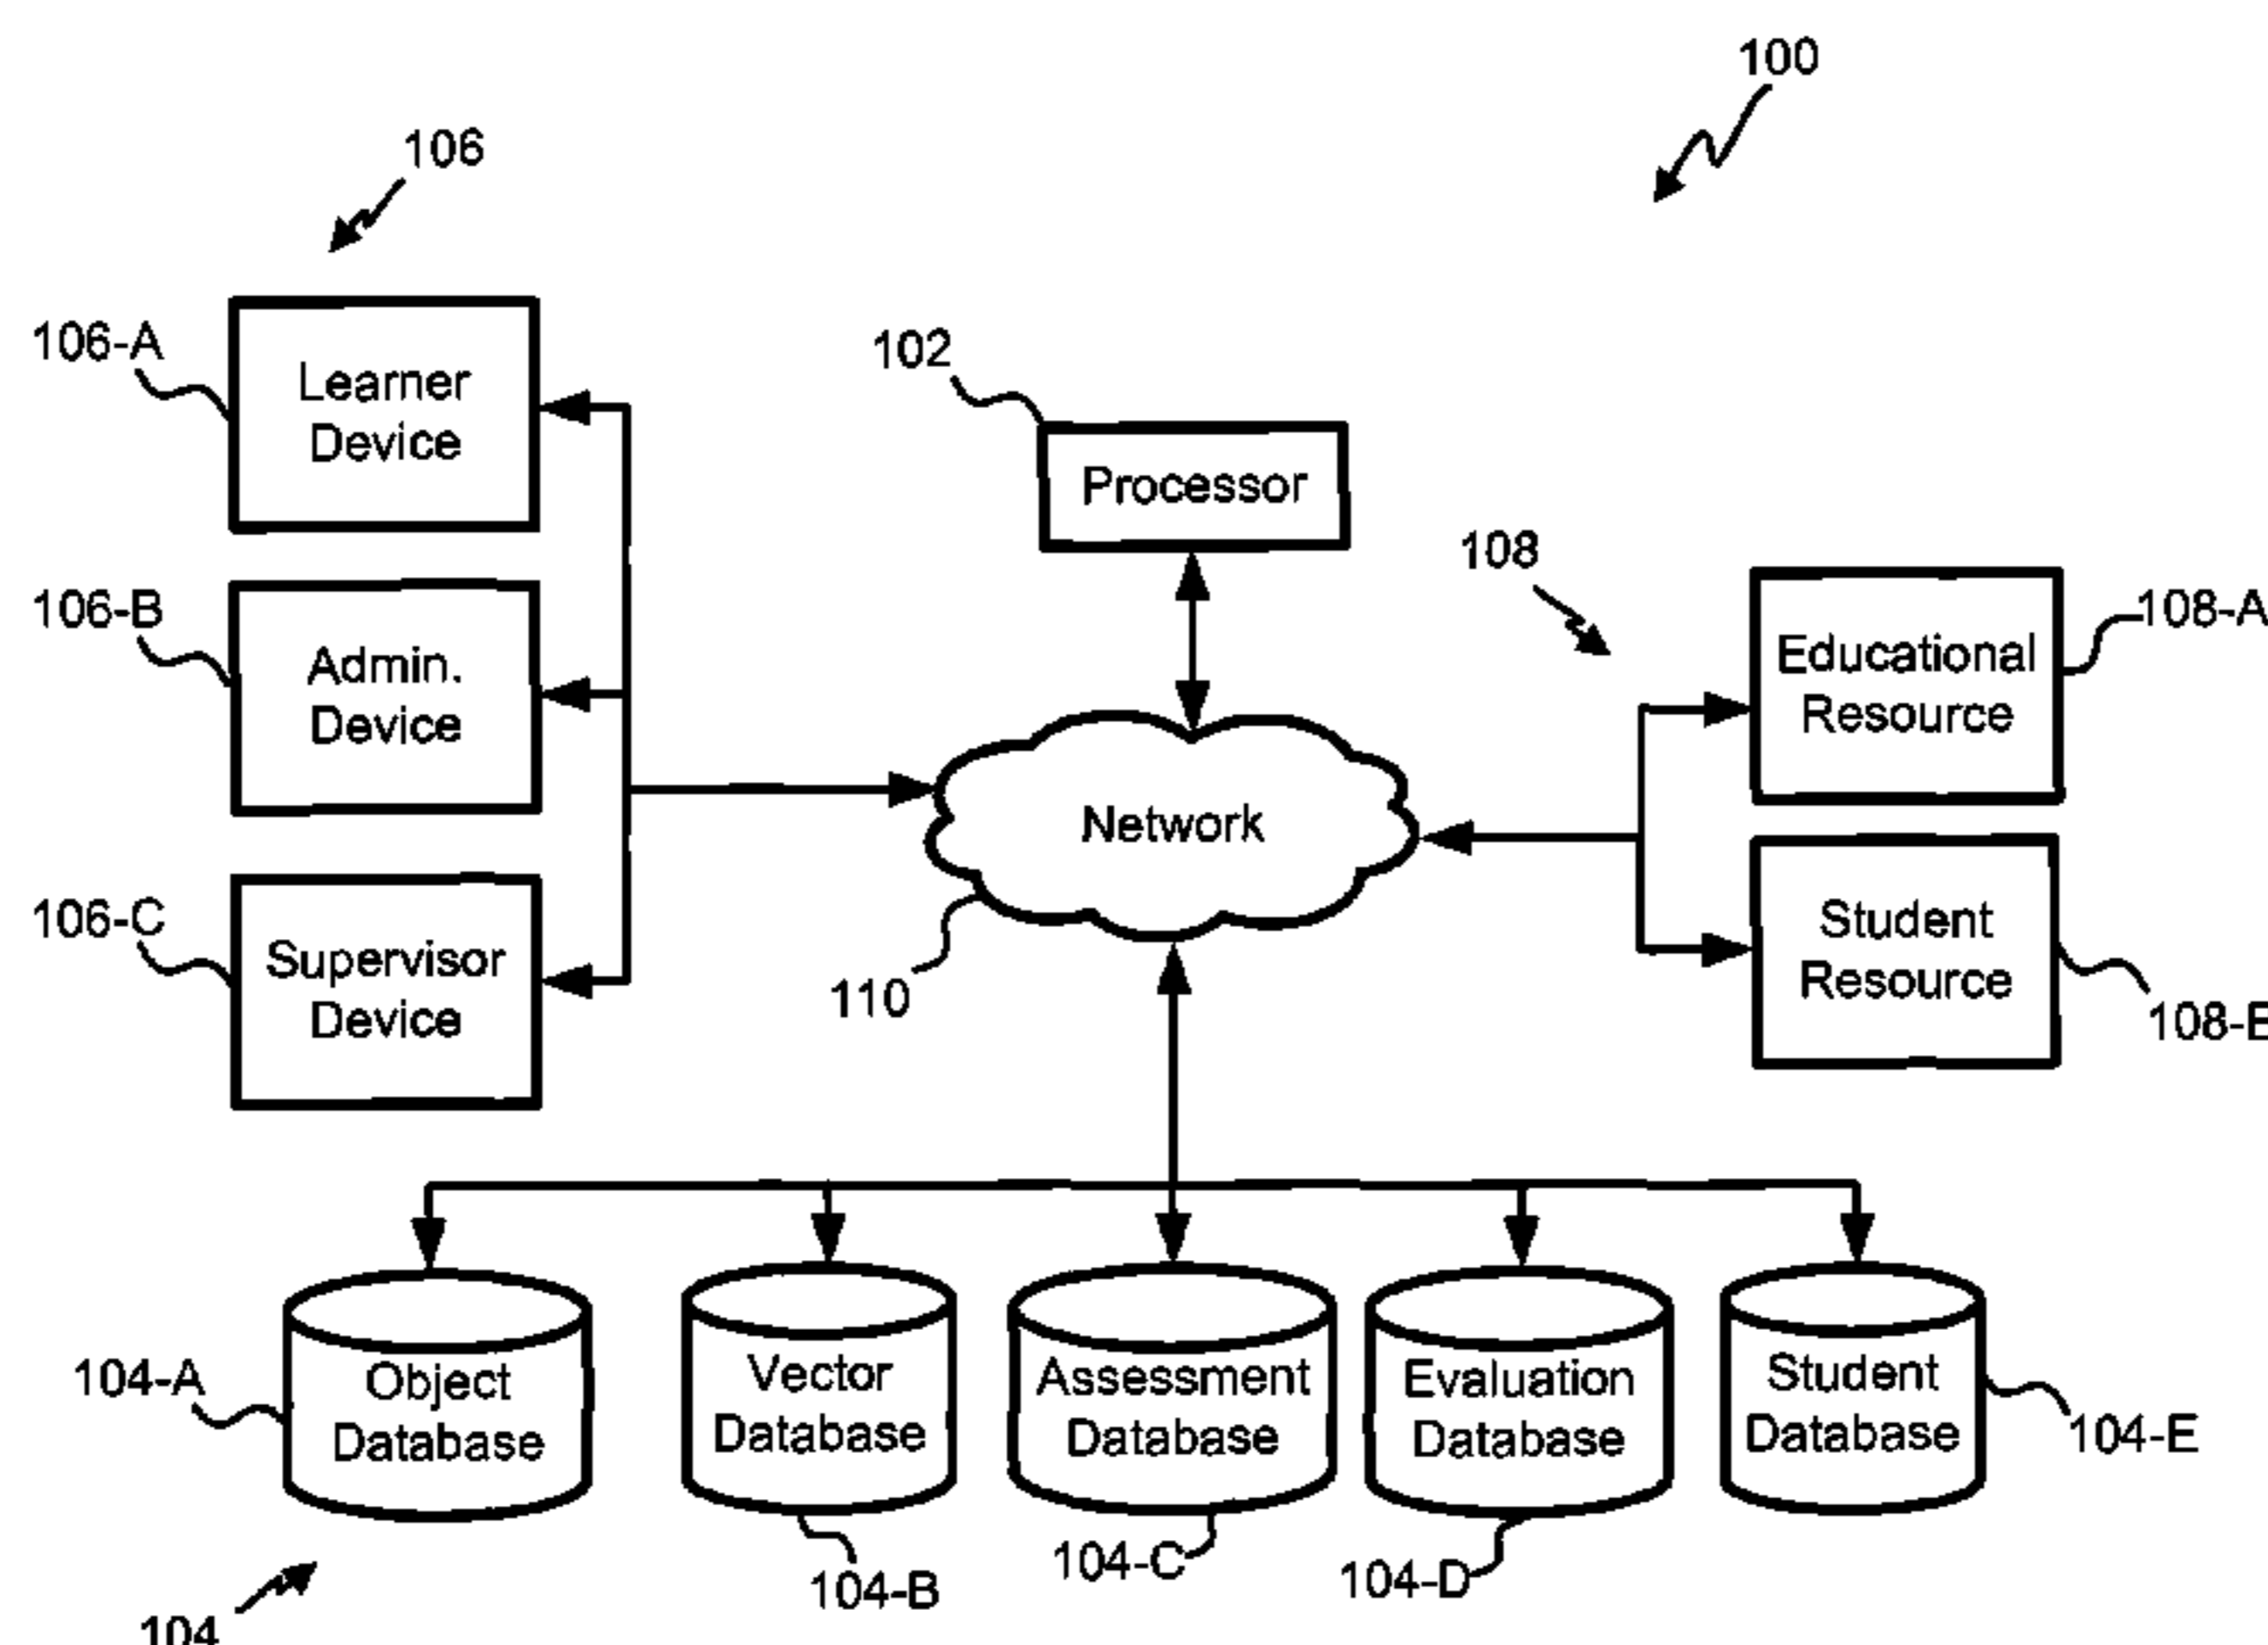 100
106
106-A
Learner
Device
102
Processor
106-B
Admin.
Device
108
Educational
Resource
108-A
Network
106-C
Supervisor
Device
110
Student
Resource
108-B
104-A
Object
Database
Vector
Database
Assessment
Database
Evaluation
Database
Student
Database
104-E
104-B
104-C
104-D
104